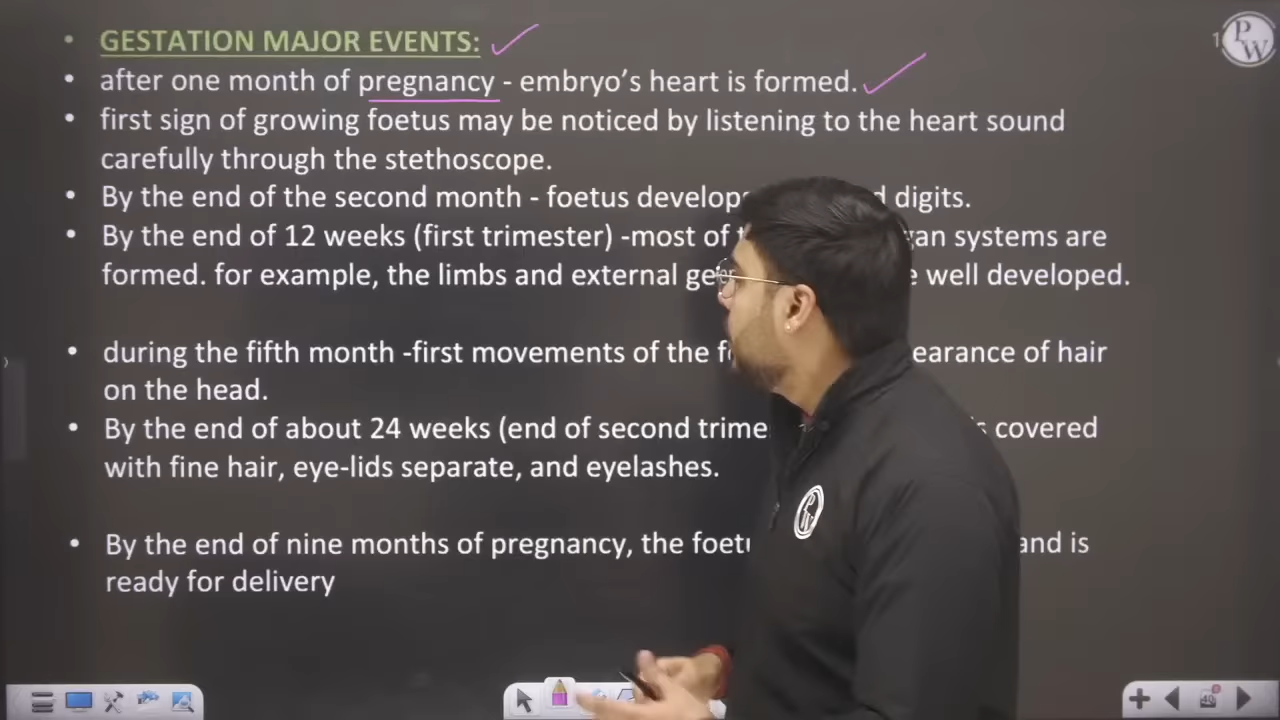 GESTATION MAJOR EVENTS:
after one month of pregnancy - embryo's heart is formed.
first sign of growing foetus may be noticed by listening to the heart sound
carefully through the stethoscope.
By the end of the second month - foetus develops digits.
By the end of 12 weeks (first trimester) -most of organ systems are
formed. for example, the limbs and external well developed.
during the fifth month -first movements of the of hair
on the head.
By the end of about 24 weeks (end of second covered
with fine hair, eye-lids separate, and eyelashes.
By the end of nine months of pregnancy, the and is
ready for delivery
PW
PW